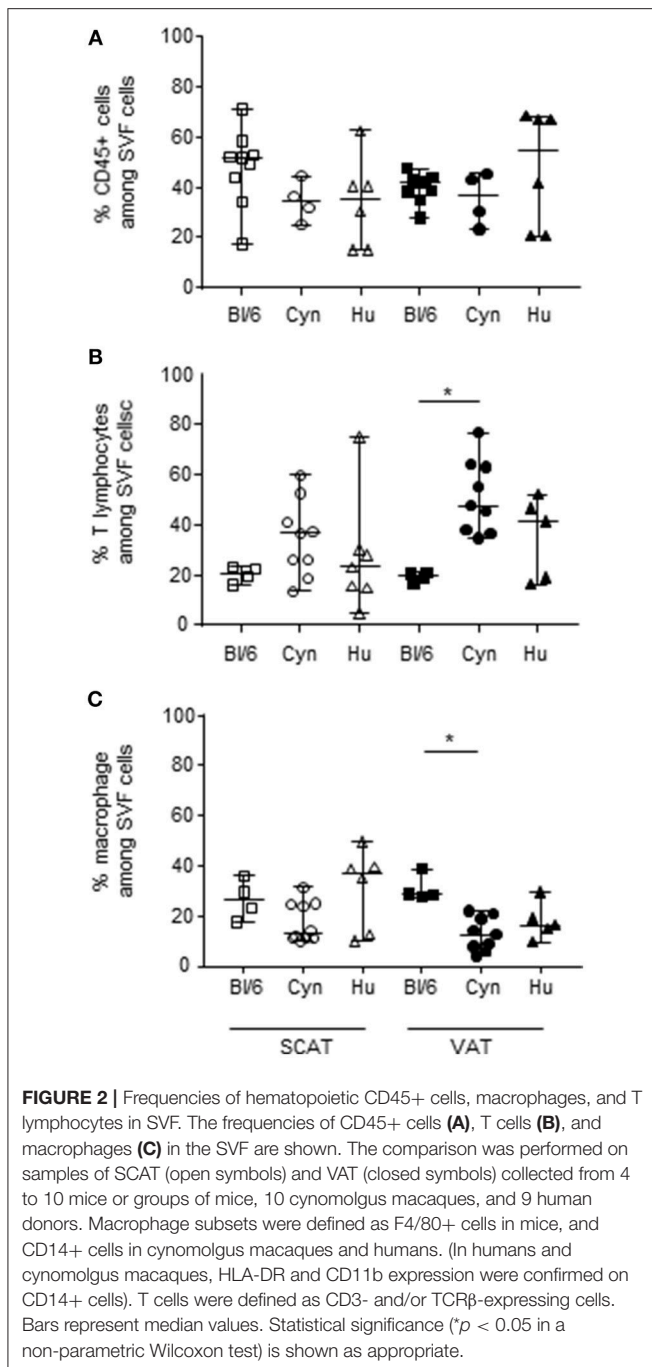 A
% CD45+ cells
among SVF cells
100
80
60
40
20
0
Bl/6 Cyn Hu Bl/6 Cyn Hu
B
% T lymphocytes
among SVF cellsc
100
80
60
40
20
0
*
Bl/6 Cyn Hu Bl/6 Cyn Hu
C
% macrophage
among SVF cells
100
80
60
40
20
0
*
Bl/6 Cyn Hu Bl/6 Cyn Hu
SCAT VAT
FIGURE 2 | Frequencies of hematopoietic CD45+ cells, macrophages, and T
lymphocytes in SVF. The frequencies of CD45+ cells (A), T cells (B), and
macrophages (C) in the SVF are shown. The comparison was performed on
samples of SCAT (open symbols) and VAT (closed symbols) collected from 4
to 10 mice or groups of mice, 10 cynomolgus macaques, and 9 human
donors. Macrophage subsets were defined as F4/80+ cells in mice, and
CD14+ cells in cynomolgus macaques and humans. (In humans and
cynomolgus macaques, HLA-DR and CD11b expression were confirmed on
CD14+ cells). T cells were defined as CD3- and/or TCRβ-expressing cells.
Bars represent median values. Statistical significance (*p < 0.05 in a
non-parametric Wilcoxon test) is shown as appropriate.